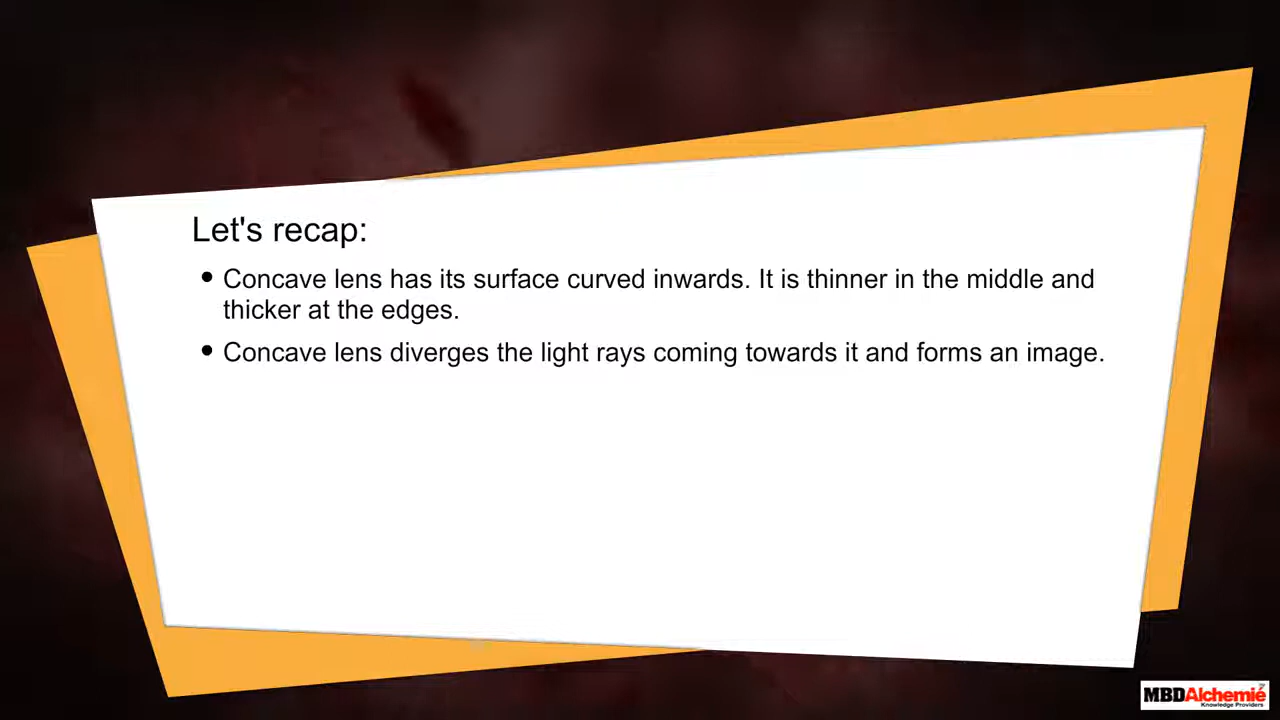 Let's recap:
• Concave lens has its surface curved inwards. It is thinner in the middle and
thicker at the edges.
• Concave lens diverges the light rays coming towards it and forms an image.
MBDAlchemie
Knowledge Providers